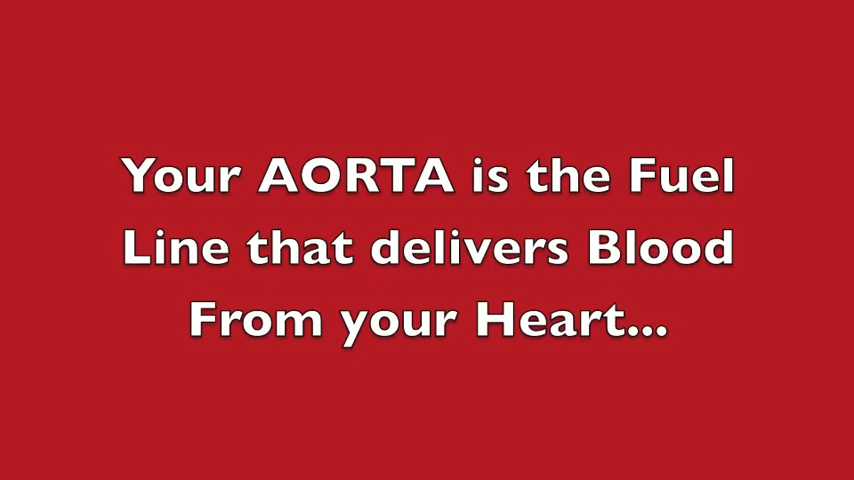 Your AORTA is the Fuel
Line that delivers Blood
From your Heart...